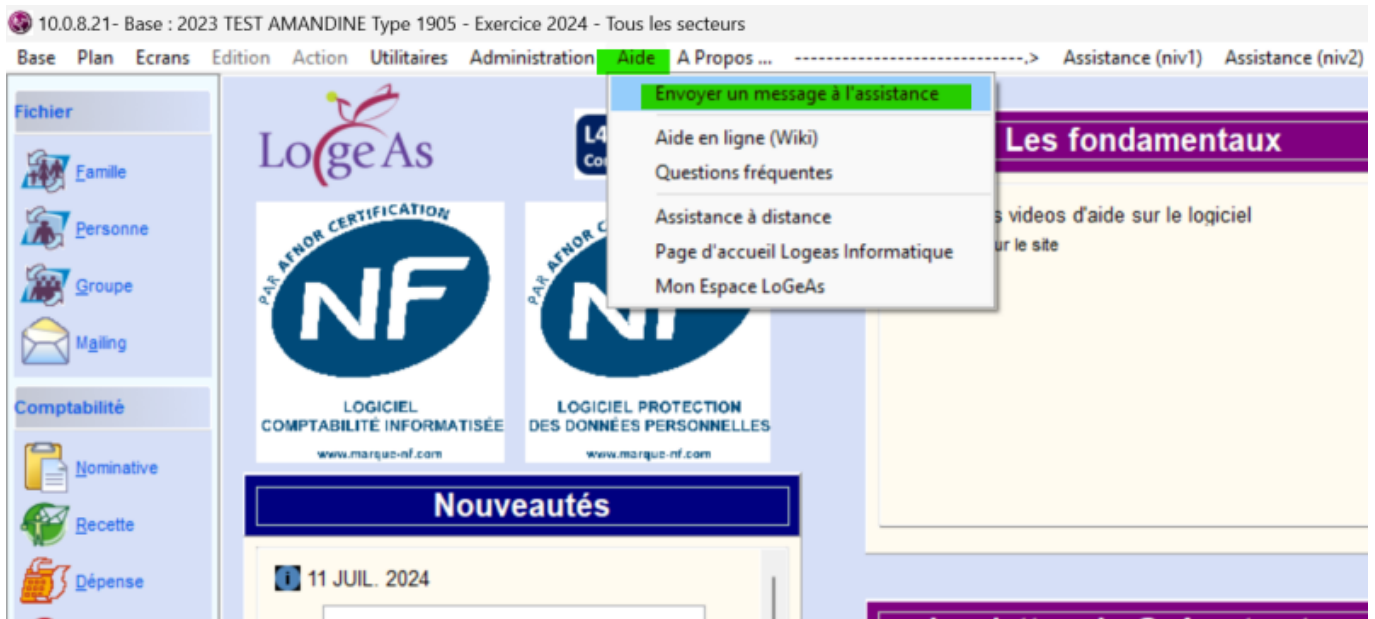 10.0.8.21- Base : 2023 TEST AMANDINE Type 1905 - Exercice 2024 - Tous les secteurs
Base Plan Ecrans Edition Action Utilitaires Administration Aide A Propos ... ------------------------------.> Assistance (niv1) Assistance (niv2)
Fichier
Famille
Personne
Groupe
Mailing
Comptabilité
Nominative
Recette
Dépense
LoGeAs
L4
Envoyer un message à l'assistance
Aide en ligne (Wiki)
Questions fréquentes
Assistance à distance
Page d'accueil Logeas Informatique
Mon Espace LoGeAs
Les fondamentaux
videos d'aide sur le logiciel
ur le site
PAR AFNOR CERTIFICATION
NF
LOGICIEL
COMPTABILITÉ INFORMATISÉE
www.marque-nf.com
PAR AFNOR
NF
LOGICIEL PROTECTION
DES DONNÉES PERSONNELLES
www.marque-nf.com
Nouveautés
11 JUIL. 2024